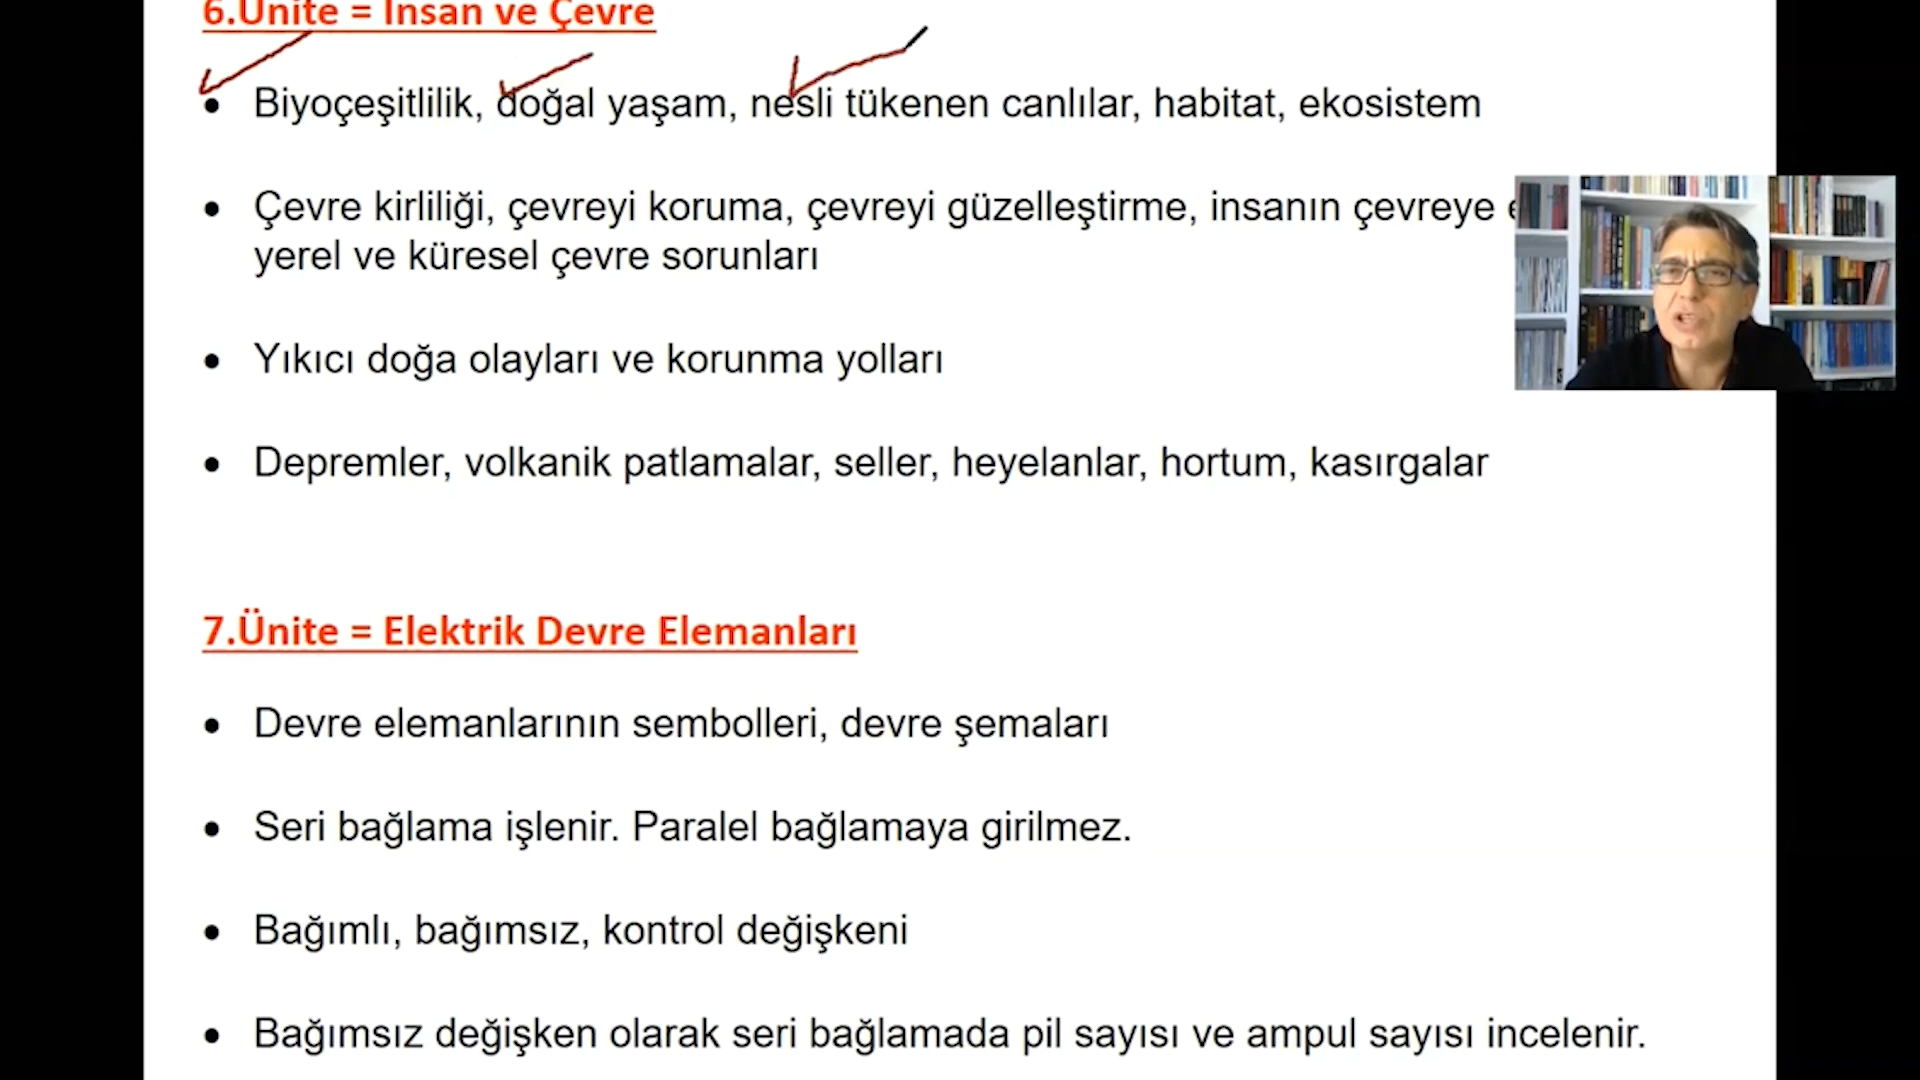 6.Ünite = İnsan ve Çevre
• Biyoçeşitlilik, doğal yaşam, nesli tükenen canlılar, habitat, ekosistem
• Çevre kirliliği, çevreyi koruma, çevreyi güzelleştirme, insanın çevreye
yerel ve küresel çevre sorunları
• Yıkıcı doğa olayları ve korunma yolları
• Depremler, volkanik patlamalar, seller, heyelanlar, hortum, kasırgalar
7.Ünite = Elektrik Devre Elemanları
• Devre elemanlarının sembolleri, devre şemaları
• Seri bağlama işlenir. Paralel bağlamaya girilmez.
• Bağımlı, bağımsız, kontrol değişkeni
• Bağımsız değişken olarak seri bağlamada pil sayısı ve ampul sayısı incelenir.